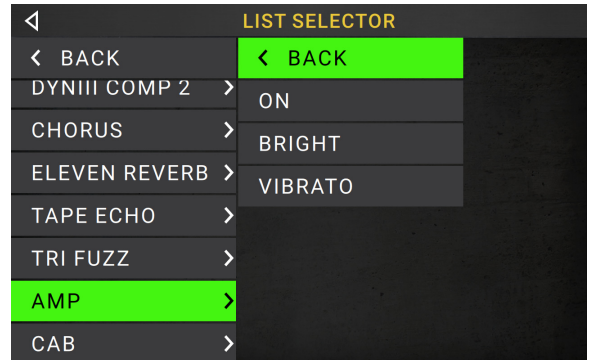 LIST SELECTOR
BACK
DYNIII COMP 2
CHORUS
ELEVEN REVERB
TAPE ECHO
TRI FUZZ
AMP
CAB
BACK
ON
BRIGHT
VIBRATO